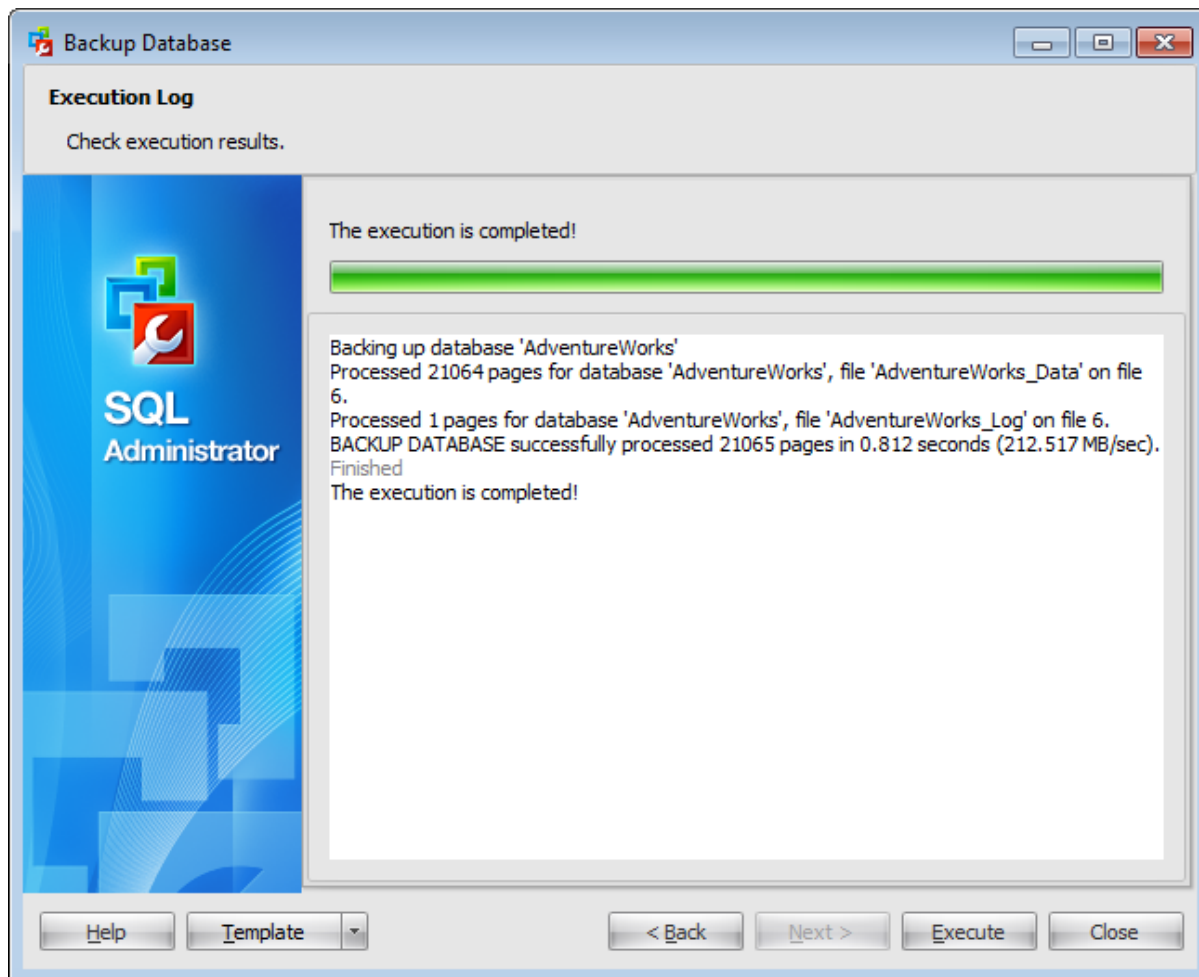 Backup Database
Execution Log
Check execution results.
SQL
Administrator
The execution is completed!
Backing up database 'AdventureWorks'
Processed 21064 pages for database 'AdventureWorks', file 'AdventureWorks_Data' on file
6.
Processed 1 pages for database 'AdventureWorks', file 'AdventureWorks_Log' on file 6.
BACKUP DATABASE successfully processed 21065 pages in 0.812 seconds (212.517 MB/sec).
Finished
The execution is completed!
Help Template < Back Next > Execute Close